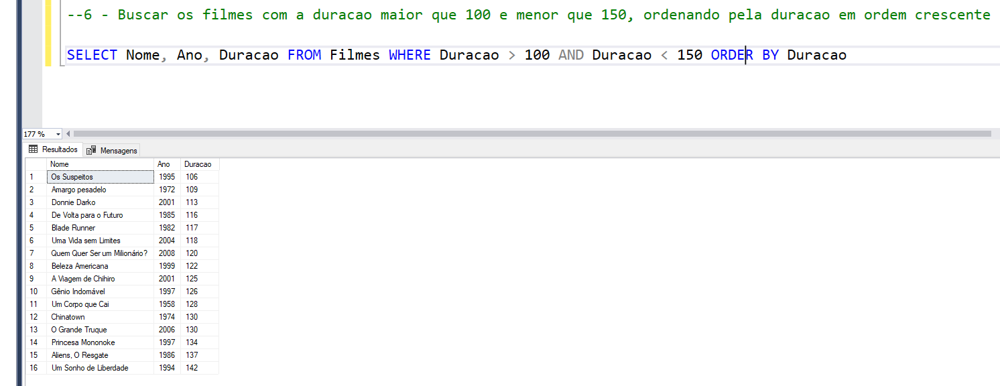 --6 - Buscar os filmes com a duracao maior que 100 e menor que 150, ordenando pela duracao em ordem crescente
SELECT Nome, Ano, Duracao FROM Filmes WHERE Duracao > 100 AND Duracao < 150 ORDER BY Duracao
177 %
Resultados Mensagens
Nome Ano Duracao
1 Os Suspeitos 1995 106
2 Amargo pesadelo 1972 109
3 Donnie Darko 2001 113
4 De Volta para o Futuro 1985 116
5 Blade Runner 1982 117
6 Uma Vida sem Limites 2004 118
7 Quem Quer Ser um Milionário? 2008 120
8 Beleza Americana 1999 122
9 A Viagem de Chihiro 2001 125
10 Gênio Indomável 1997 126
11 Um Corpo que Cai 1958 128
12 Chinatown 1974 130
13 O Grande Truque 2006 130
14 Princesa Mononoke 1997 134
15 Aliens, O Resgate 1986 137
16 Um Sonho de Liberdade 1994 142